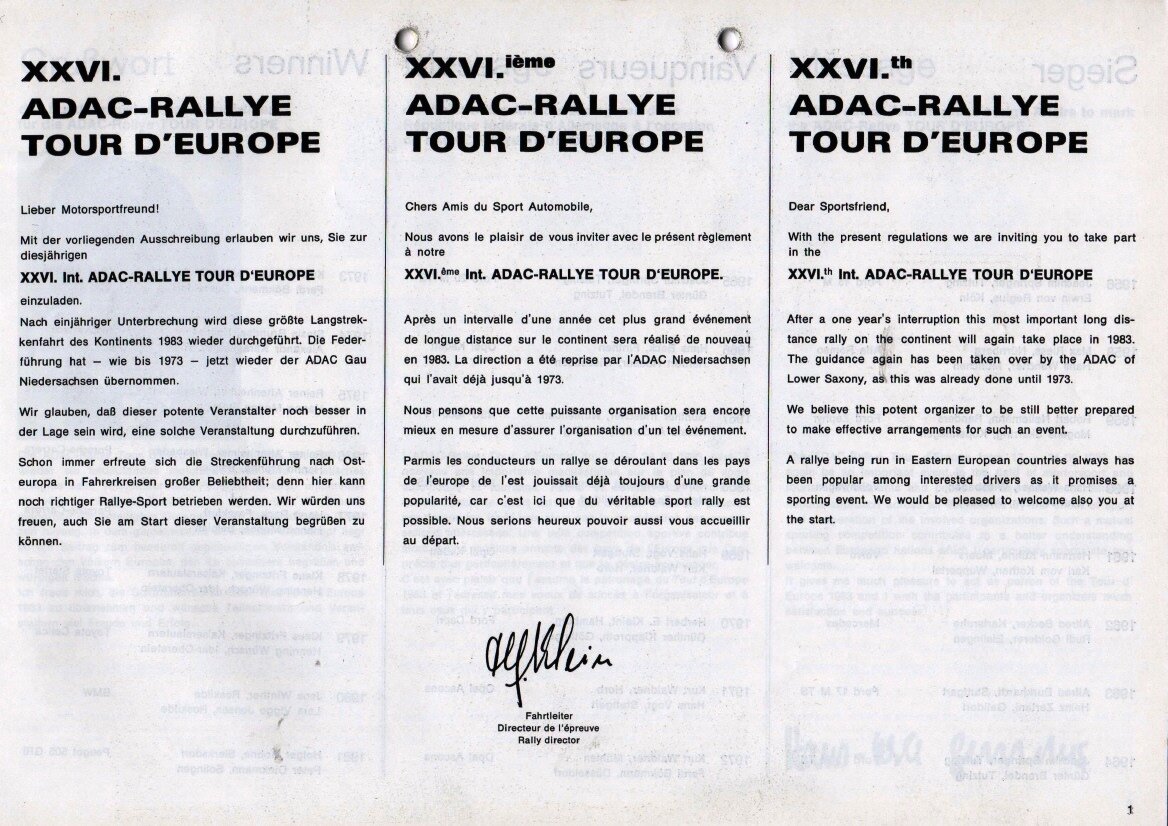 XXVI.
ADAC-RALLYE
TOUR D'EUROPE
Lieber Motorsportfreund!
Mit der vorliegenden Ausschreibung erlauben wir uns, Sie zur
diesjährigen
XXVI. Int. ADAC-RALLYE TOUR D'EUROPE
einzuladen.
Nach einjähriger Unterbrechung wird diese größte Langstrek-
kenfahrt des Kontinents 1983 wieder durchgeführt. Die Feder-
führung hat – wie bis 1973 – jetzt wieder der ADAC Gau
Niedersachsen übernommen.
Wir glauben, daß dieser potente Veranstalter noch besser in
der Lage sein wird, eine solche Veranstaltung durchzuführen.
Schon immer erfreute sich die Streckenführung nach Ost-
europa in Fahrerkreisen großer Beliebtheit; denn hier kann
noch richtiger Rallye-Sport betrieben werden. Wir würden uns
freuen, auch Sie am Start dieser Veranstaltung begrüßen zu
können.
XXVI.ième
ADAC-RALLYE
TOUR D'EUROPE
Chers Amis du Sport Automobile,
Nous avons le plaisir de vous inviter avec le présent règlement
à notre
XXVI.ême Int. ADAC-RALLYE TOUR D'EUROPE.
Après un intervalle d'une année cet plus grand événement
de longue distance sur le continent sera réalisé de nouveau
en 1983. La direction a été reprise par l'ADAC Niedersachsen
qui l'avait déjà jusqu'à 1973.
Nous pensons que cette puissante organisation sera encore
mieux en mesure d'assurer l'organisation d'un tel événement.
Parmis les conducteurs un rallye se déroulant dans les pays
de l'europe de l'est jouissait déjà toujours d'une grande
popularité, car c'est ici que du véritable sport rally est
possible. Nous serions heureux pouvoir aussi vous accueillir
au départ.
XXVI.th
ADAC-RALLYE
TOUR D'EUROPE
Dear Sportsfriend,
With the present regulations we are inviting you to take part
in the
XXVI.th Int. ADAC-RALLYE TOUR D'EUROPE
After a one year's interruption this most important long dis-
tance rally on the continent will again take place in 1983.
The guidance again has been taken over by the ADAC of
Lower Saxony, as this was already done until 1973.
We believe this potent organizer to be still better prepared
to make effective arrangements for such an event.
A rallye being run in Eastern European countries always has
been popular among interested drivers as it promises a
sporting event. We would be pleased to welcome also you at
the start.
Fahrtleiter
Directeur de l'épreuve
Rally director
1